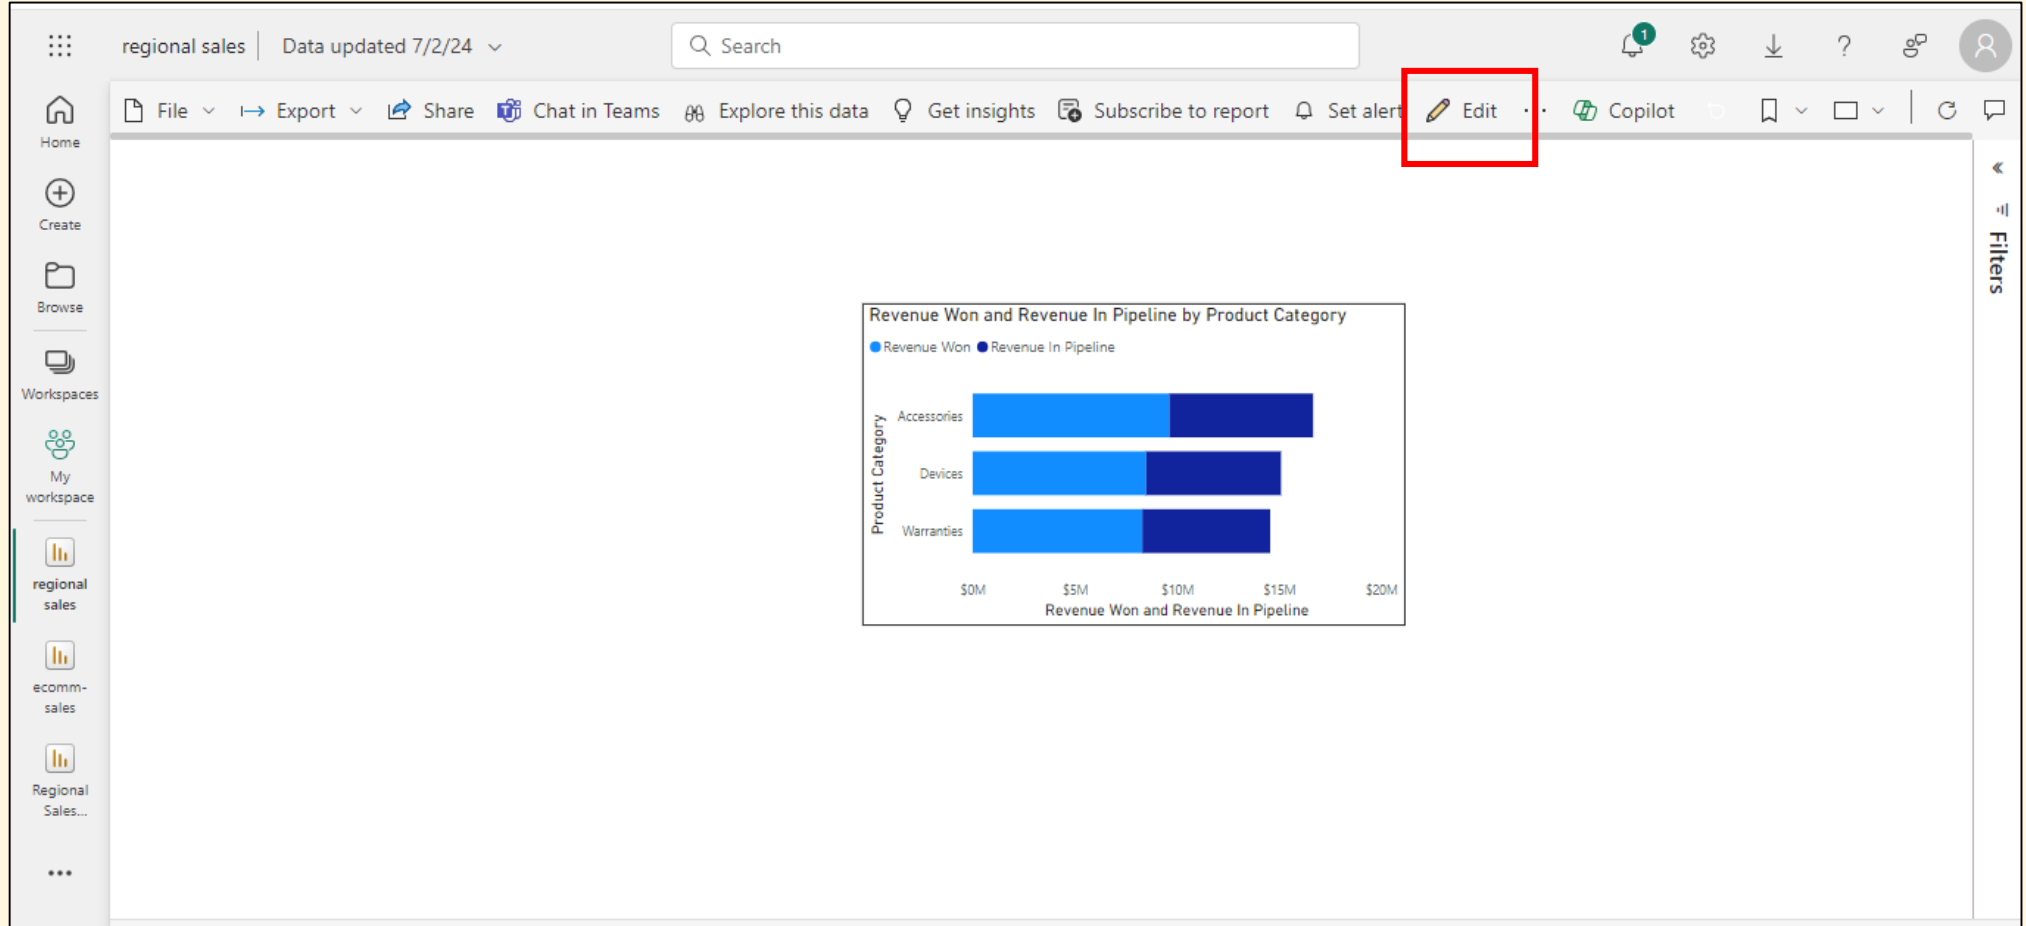 regional sales
Data updated 7/2/24
Search
1
File
Export
Share
Chat in Teams
Explore this data
Get insights
Subscribe to report
Set alert
Edit
Copilot
Home
Create
Browse
Workspaces
My
workspace
regional
sales
ecomm-
sales
Regional
Sales...
Filters
Revenue Won and Revenue In Pipeline by Product Category
Revenue Won
Revenue In Pipeline
Product Category
Accessories
Devices
Warranties
$0M $5M $10M $15M $20M
Revenue Won and Revenue In Pipeline